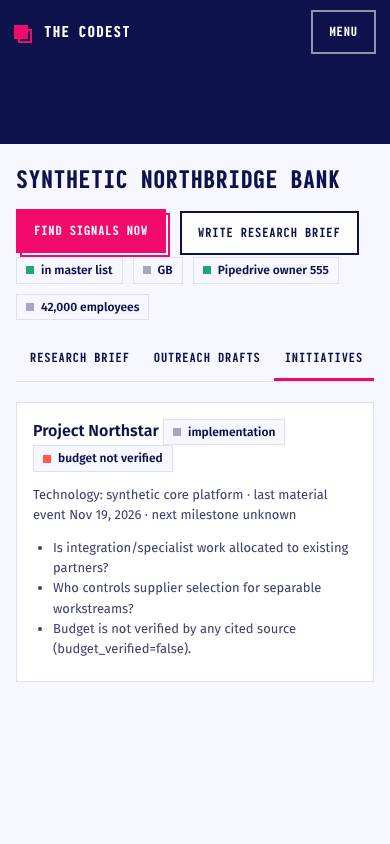 THE CODEST
MENU
SYNTHETIC NORTHBRIDGE BANK
FIND SIGNALS NOW
WRITE RESEARCH BRIEF
in master list
GB
Pipedrive owner 555
42,000 employees
RESEARCH BRIEF
OUTREACH DRAFTS
INITIATIVES
Project Northstar
implementation
budget not verified
Technology: synthetic core platform · last material
event Nov 19, 2026 · next milestone unknown
• Is integration/specialist work allocated to existing
partners?
• Who controls supplier selection for separable
workstreams?
• Budget is not verified by any cited source
(budget_verified=false).